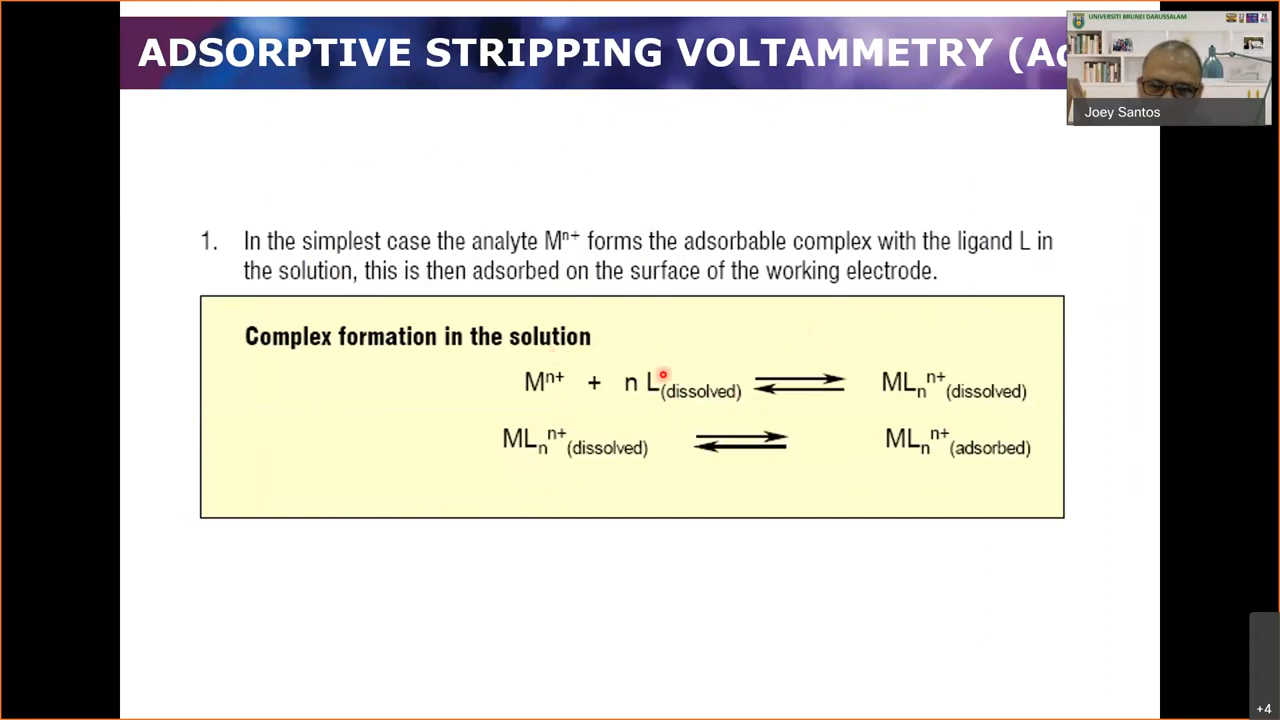 ADSORPTIVE STRIPPING VOLTAMMETRY (Ad
UNIVERSITI BRUNEI DARUSSALAM
Joey Santos
1. In the simplest case the analyte Mⁿ⁺ forms the adsorbable complex with the ligand L in
the solution, this is then adsorbed on the surface of the working electrode.
Complex formation in the solution
Mⁿ⁺ + n L(dissolved) ⇌ MLₙⁿ⁺(dissolved)
MLₙⁿ⁺(dissolved) ⇌ MLₙⁿ⁺(adsorbed)
+4